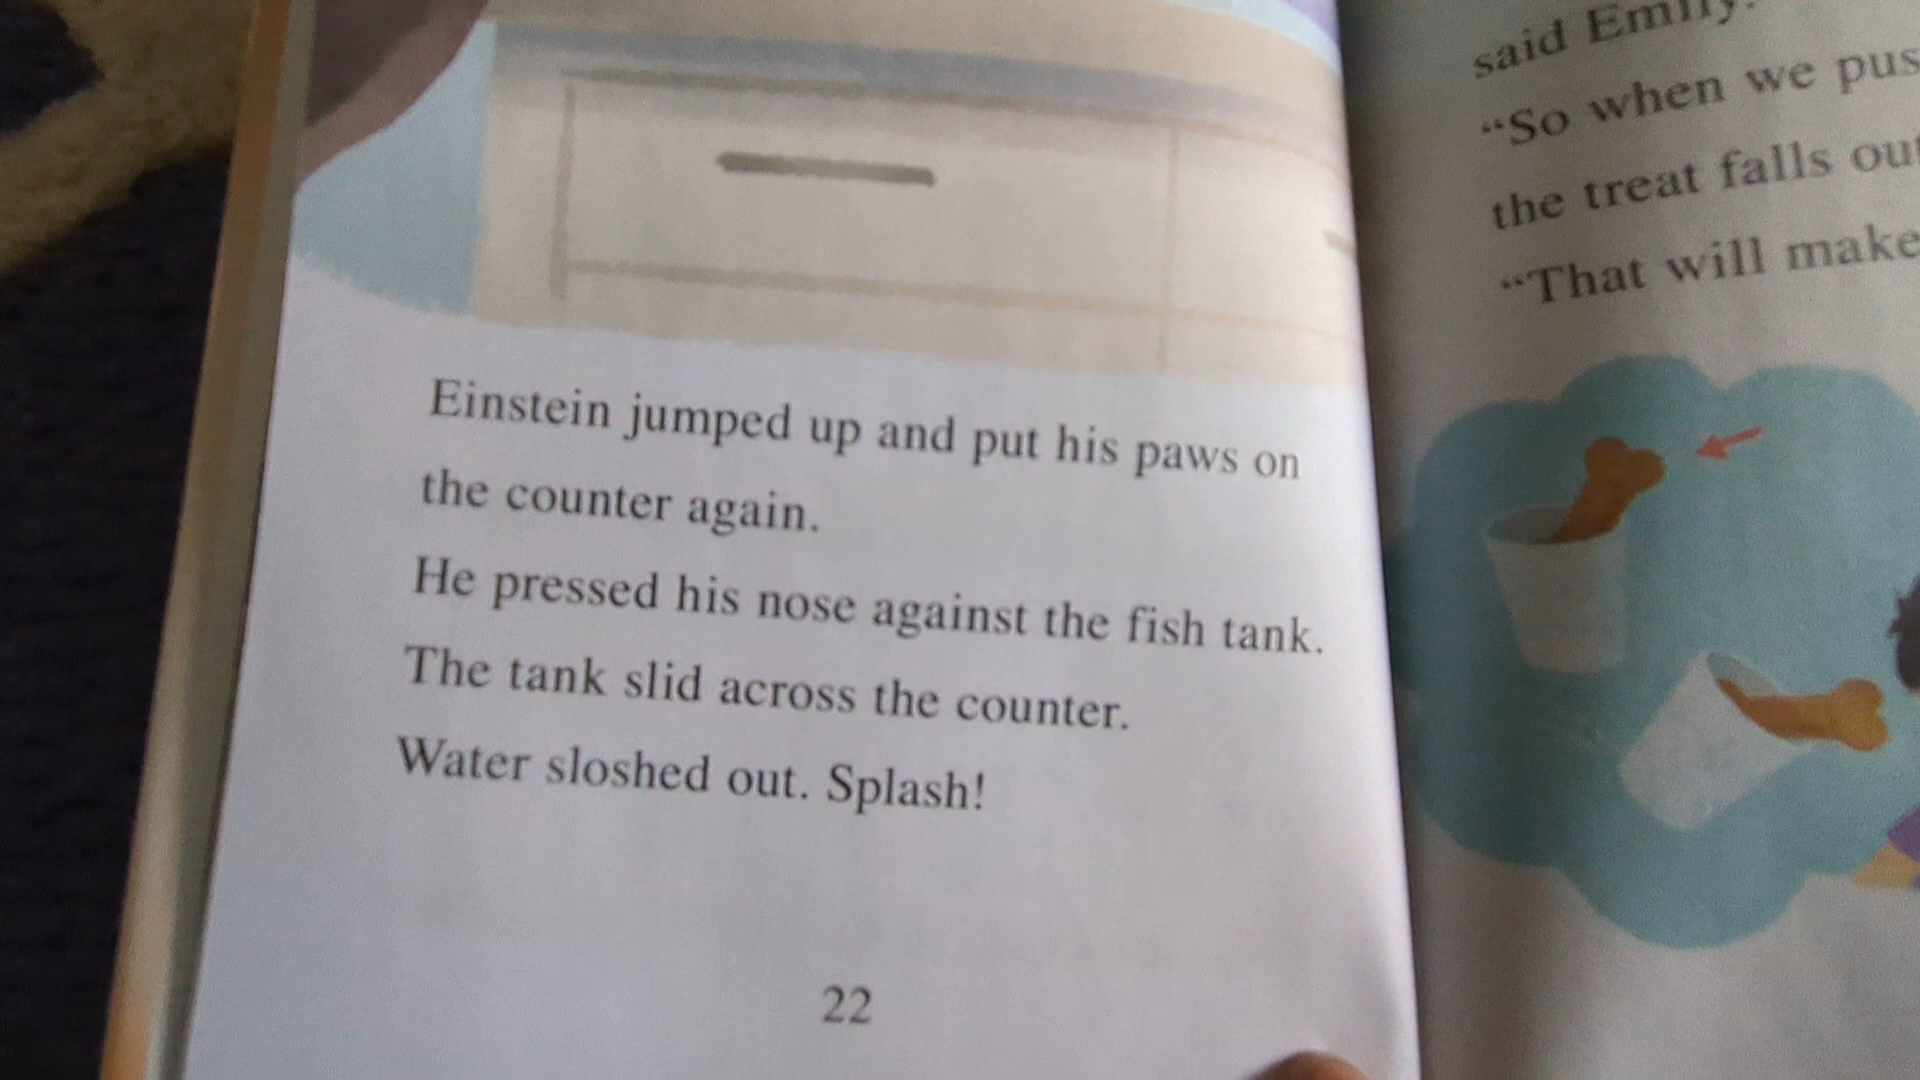 Einstein jumped up and put his paws on
the counter again.
He pressed his nose against the fish tank.
The tank slid across the counter.
Water sloshed out. Splash!
22
said Emily.
“So when we
the treat falls
“That will make